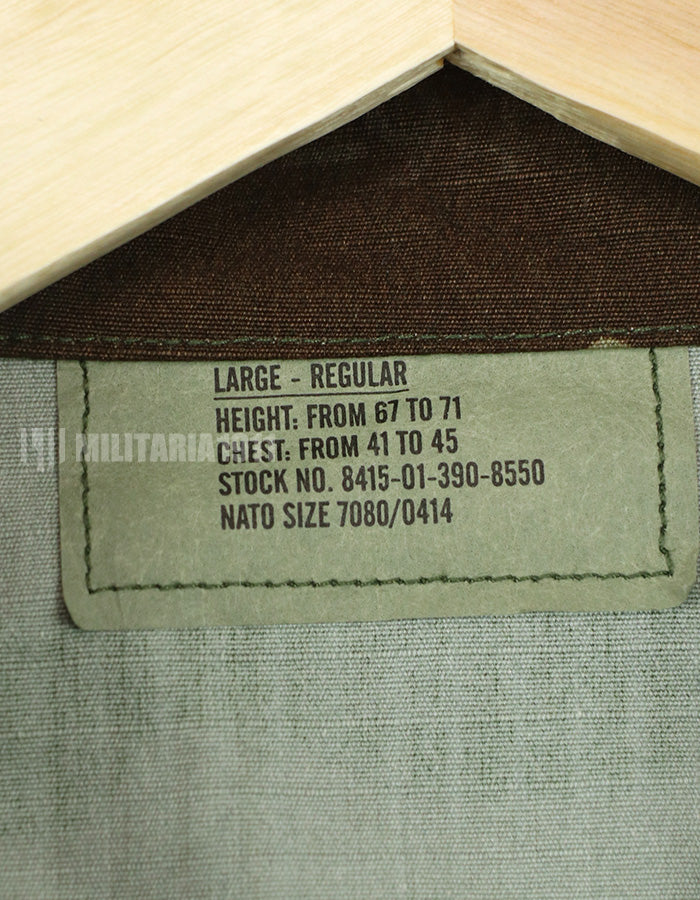 LARGE - REGULAR
HEIGHT: FROM 67 TO 71
CHEST: FROM 41 TO 45
STOCK NO. 8415-01-390-8550
NATO SIZE 7080/0414
MILITARIA